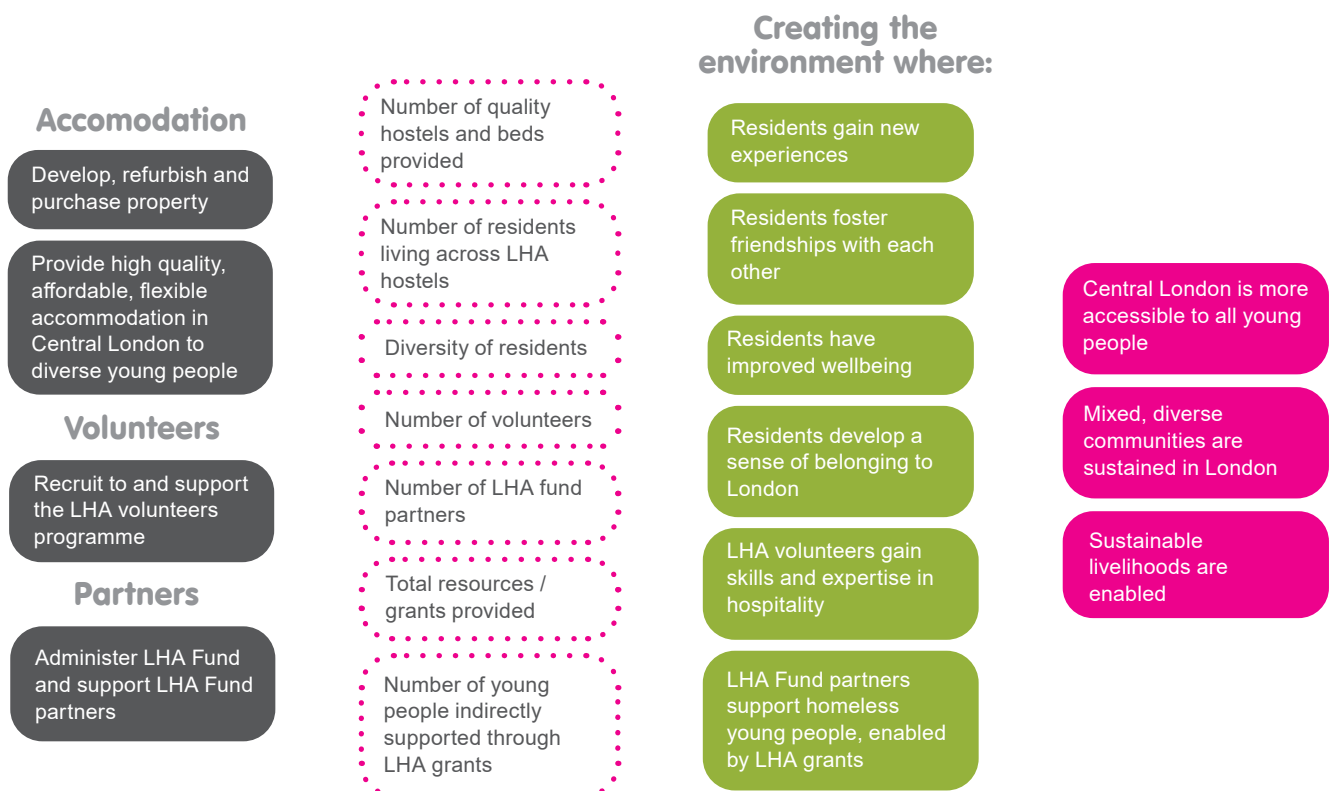 Accomodation
Develop, refurbish and
purchase property
Provide high quality,
affordable, flexible
accommodation in
Central London to
diverse young people
Volunteers
Recruit to and support
the LHA volunteers
programme
Partners
Administer LHA Fund
and support LHA Fund
partners
Number of quality
hostels and beds
provided
Number of residents
living across LHA
hostels
Diversity of residents
Number of volunteers
Number of LHA fund
partners
Total resources /
grants provided
Number of young
people indirectly
supported through
LHA grants
Creating the
environment where:
Residents gain new
experiences
Residents foster
friendships with each
other
Residents have
improved wellbeing
Residents develop a
sense of belonging to
London
LHA volunteers gain
skills and expertise in
hospitality
LHA Fund partners
support homeless
young people, enabled
by LHA grants
Central London is more
accessible to all young
people
Mixed, diverse
communities are
sustained in London
Sustainable
livelihoods are
enabled